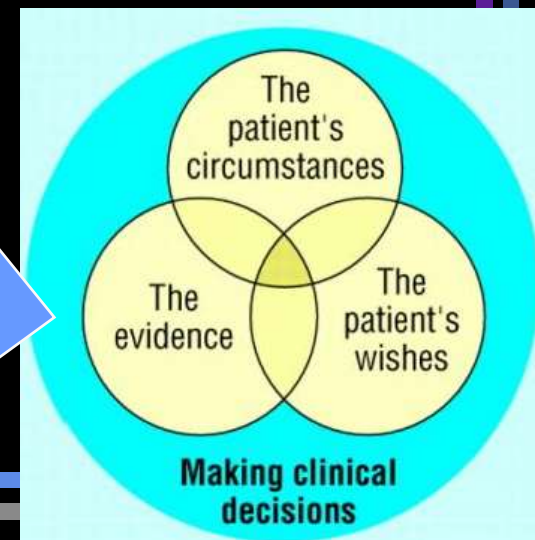 The
patient's
circumstances
The
evidence
The
patient's
wishes
Making clinical
decisions